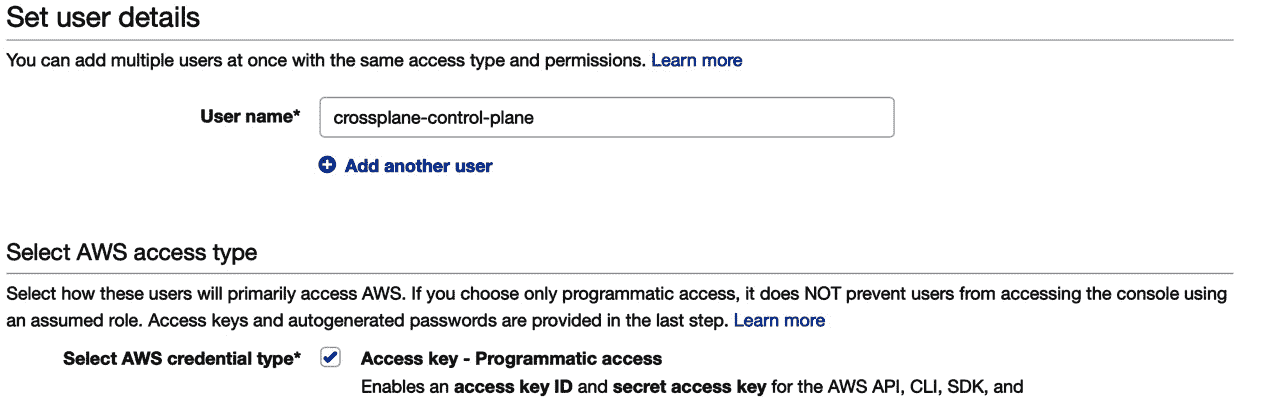 Set user details
You can add multiple users at once with the same access type and permissions. Learn more
User name* crossplane-control-plane
Add another user
Select AWS access type
Select how these users will primarily access AWS. If you choose only programmatic access, it does NOT prevent users from accessing the console using
an assumed role. Access keys and autogenerated passwords are provided in the last step. Learn more
Select AWS credential type* Access key - Programmatic access
Enables an access key ID and secret access key for the AWS API, CLI, SDK, and